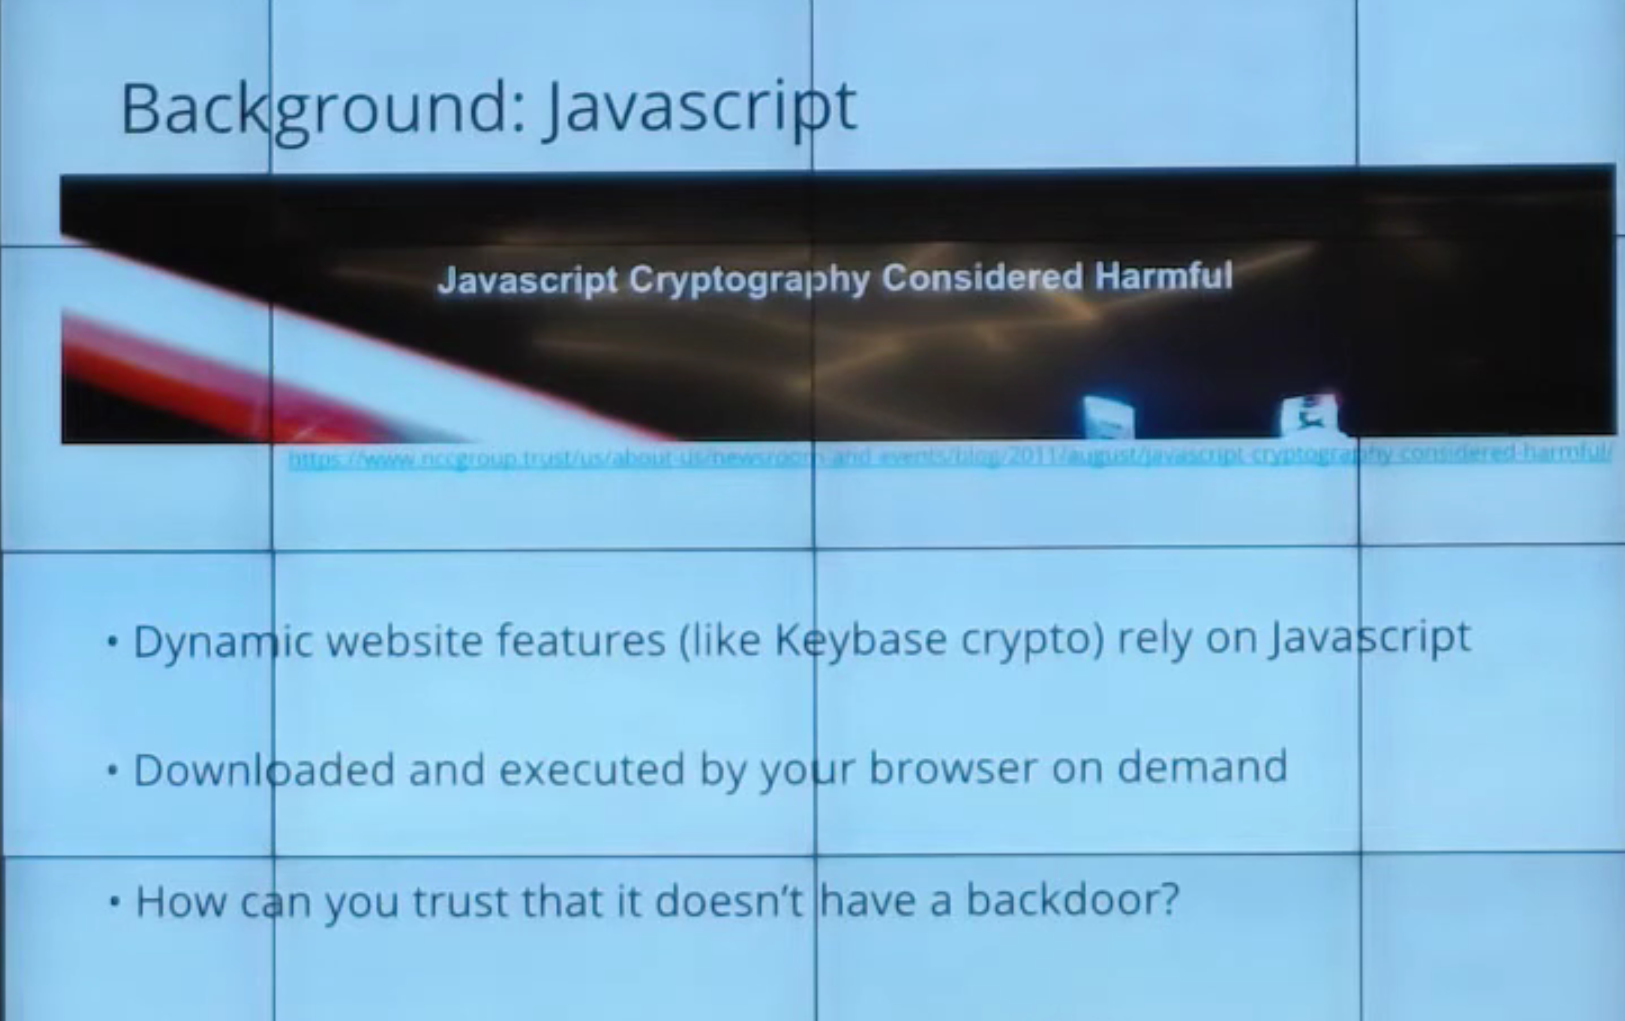 Background: Javascript
Javascript Cryptography Considered Harmful
https://www.nccgroup.trust/us/about-us/newsroom-and-events/blog/2011/august/javascript-cryptography-considered-harmful/
• Dynamic website features (like Keybase crypto) rely on Javascript
• Downloaded and executed by your browser on demand
• How can you trust that it doesn't have a backdoor?